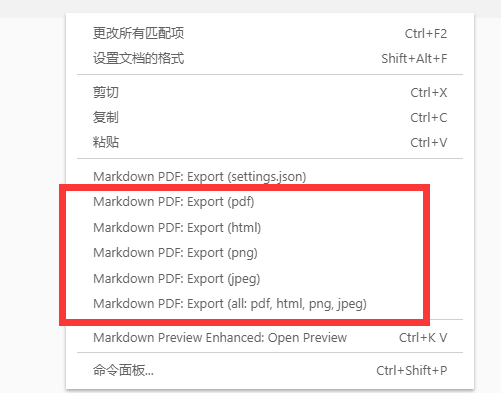 更改所有匹配项 Ctrl+F2
设置文档的格式 Shift+Alt+F
剪切 Ctrl+X
复制 Ctrl+C
粘贴 Ctrl+V
Markdown PDF: Export (settings.json)
Markdown PDF: Export (pdf)
Markdown PDF: Export (html)
Markdown PDF: Export (png)
Markdown PDF: Export (jpeg)
Markdown PDF: Export (all: pdf, html, png, jpeg)
Markdown Preview Enhanced: Open Preview Ctrl+K V
命令面板... Ctrl+Shift+P